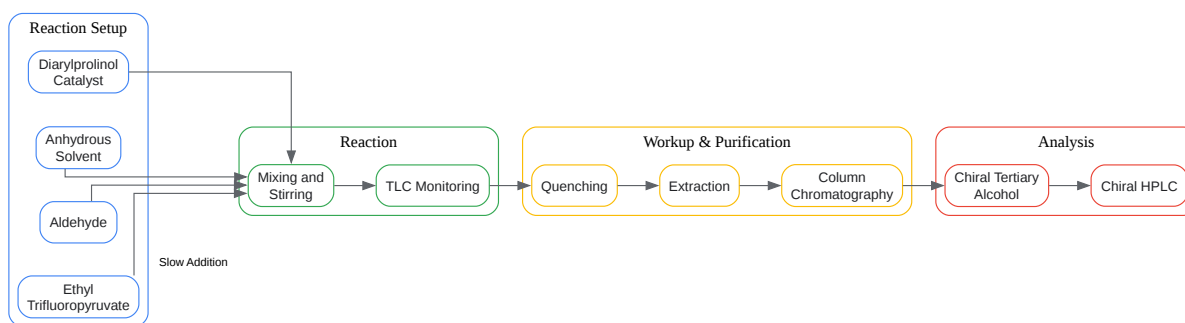 Reaction Setup
Diarylprolinol
Catalyst
Anhydrous
Solvent
Aldehyde
Ethyl
Trifluoropyruvate
Slow Addition
Reaction
Mixing and
Stirring
TLC Monitoring
Workup & Purification
Quenching
Extraction
Column
Chromatography
Analysis
Chiral Tertiary
Alcohol
Chiral HPLC